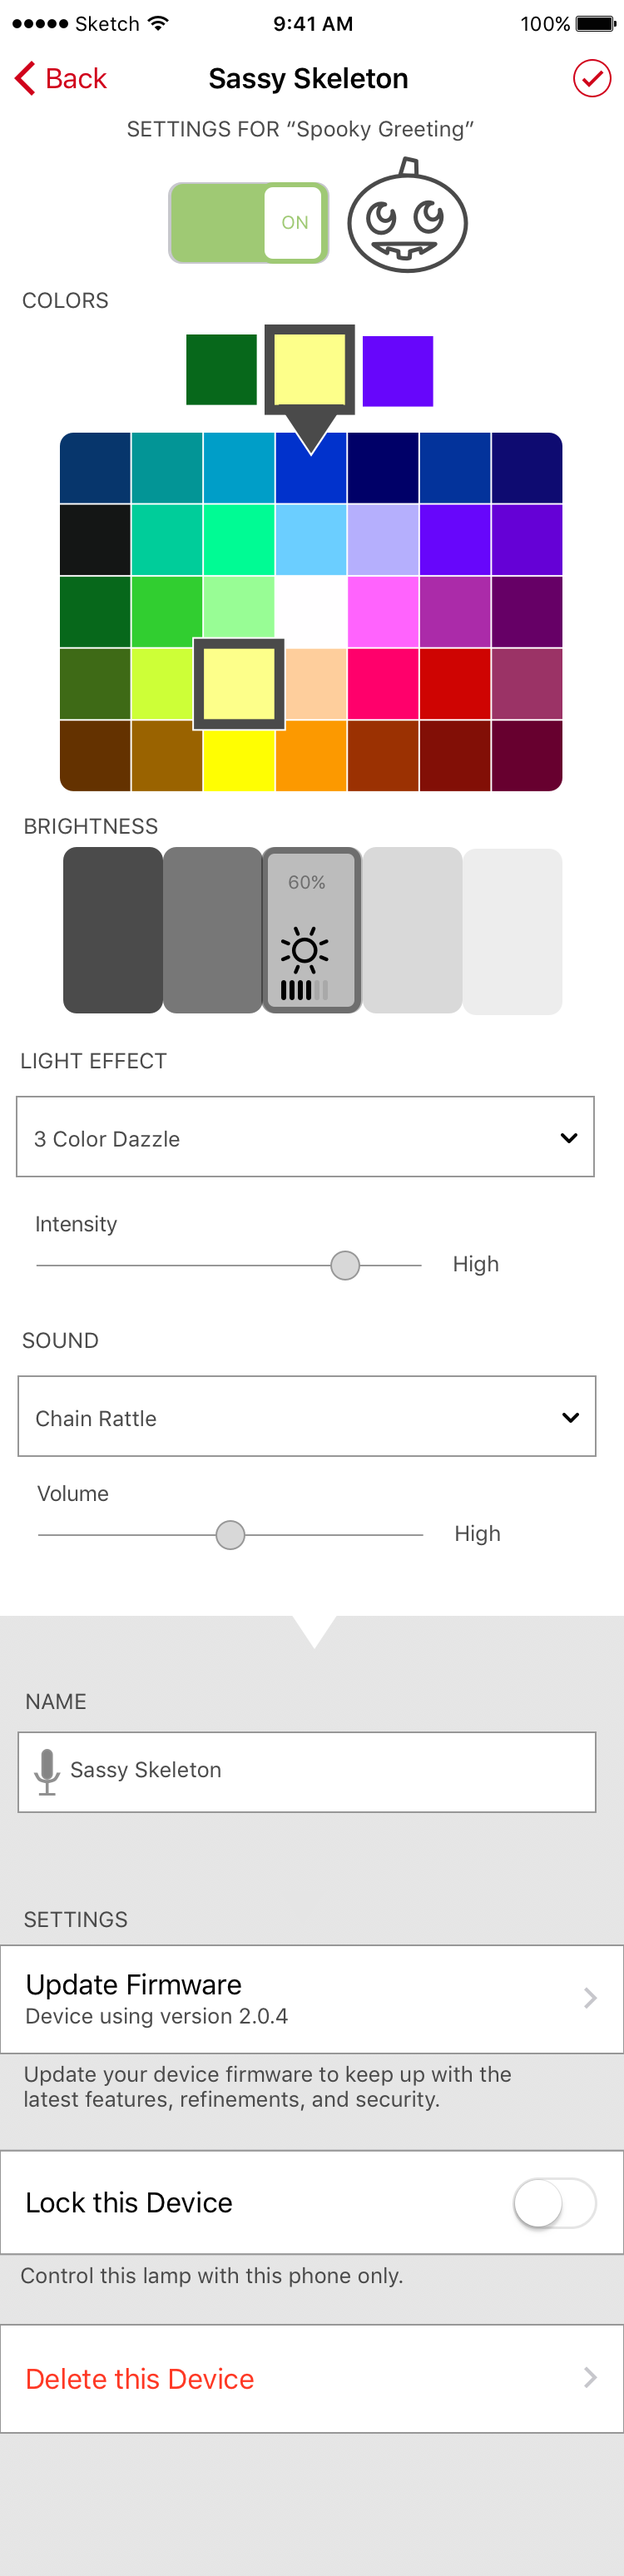 Sketch 9:41 AM 100%
Back Sassy Skeleton
SETTINGS FOR “Spooky Greeting”
ON
COLORS
BRIGHTNESS
60%
LIGHT EFFECT
3 Color Dazzle
Intensity
High
SOUND
Chain Rattle
Volume
High
NAME
Sassy Skeleton
SETTINGS
Update Firmware
Device using version 2.0.4
Update your device firmware to keep up with the
latest features, refinements, and security.
Lock this Device
Control this lamp with this phone only.
Delete this Device